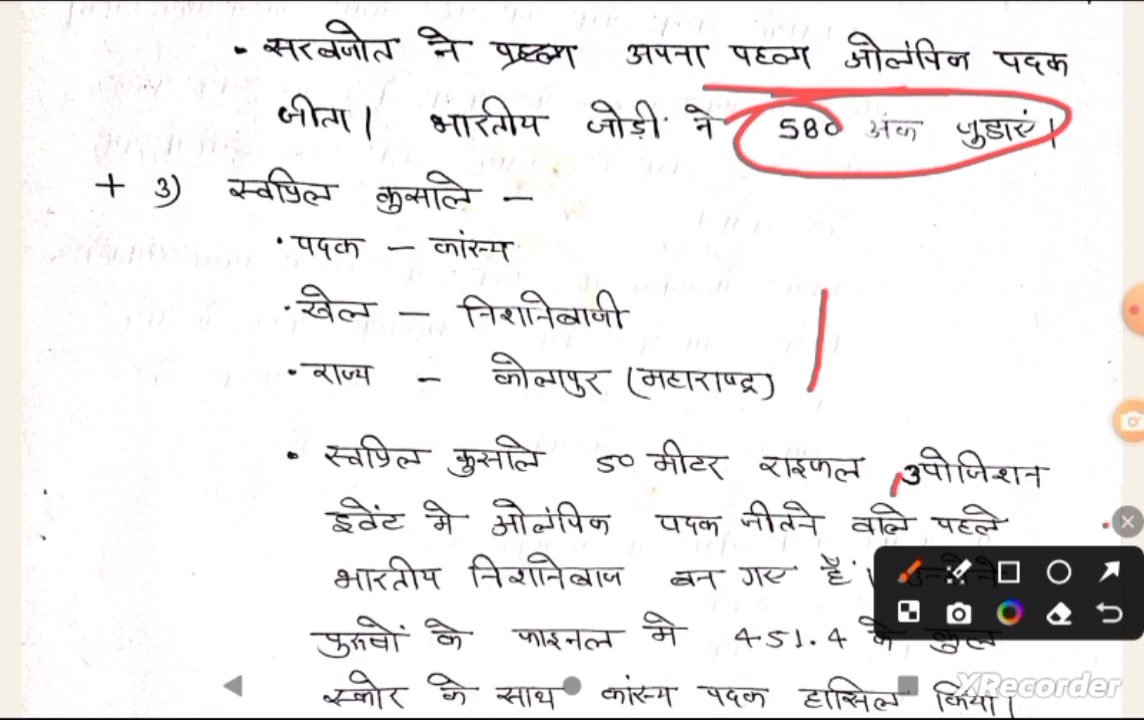 • सरबजोत ने अपना पहला ओलंपिक पदक
जीता। भारतीय जोड़ी ने 580 अंक जुडाएं।
+ 3) स्वप्निल कुसाले –
• पदक – कांस्य
• खेल – निशानेबाजी
• राज्य – कोलापुर (महाराष्ट्र)
• स्वप्निल कुसाले 50 मीटर राइफल 3पोजिशन
इवेंट मे ओलंपिक पदक जीतने वाले पहले
भारतीय निशानेबाज बन गए हैं।
पुरुषों के फाइनल मे 451.4 के कुल
स्कोर के साथ कांस्य पदक हासिल किया।
XRecorder